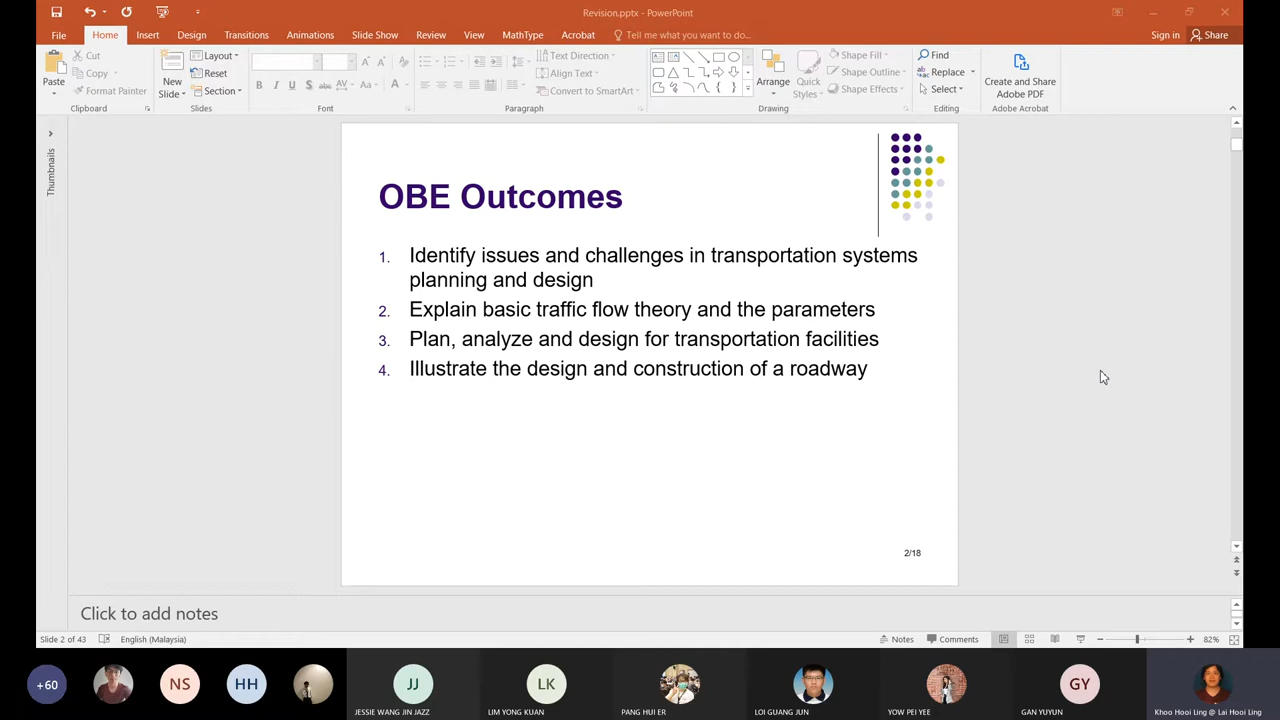 Revision.pptx - PowerPoint
File Home Insert Design Transitions Animations Slide Show Review View MathType Acrobat Tell me what you want to do... Sign in Share
Paste Cut Copy Format Painter
New Slide Layout Reset Section
B I U S abc AV Aa A
Text Direction Align Text Convert to SmartArt
Arrange Quick Styles Shape Fill Shape Outline Shape Effects
Find Replace Select
Create and Share Adobe PDF
Clipboard Slides Font Paragraph Drawing Editing Adobe Acrobat
Thumbnails
OBE Outcomes
1. Identify issues and challenges in transportation systems
planning and design
2. Explain basic traffic flow theory and the parameters
3. Plan, analyze and design for transportation facilities
4. Illustrate the design and construction of a roadway
2/18
Click to add notes
Slide 2 of 43 English (Malaysia) Notes Comments 82%
+60 NS HH JJ LK GY
JESSIE WANG JIN JAZZ LIM YONG KUAN PANG HUI ER LOI GUANG JUN YOW PEI YEE GAN YUYUN Khoo Hooi Ling @ Lai Hooi Ling